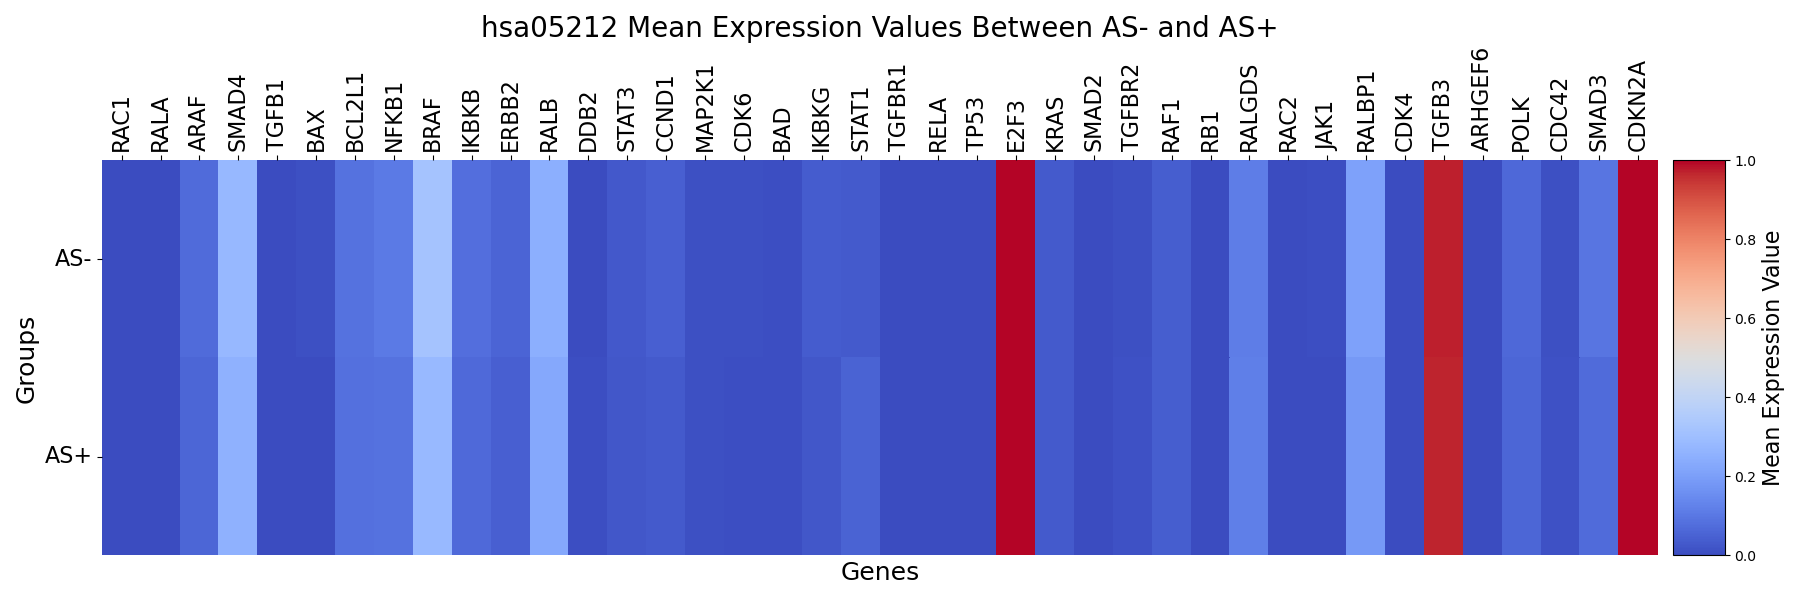 hsa05212 Mean Expression Values Between AS- and AS+
RAC1
RALA
ARAF
SMAD4
TGFB1
BAX
BCL2L1
NFKB1
BRAF
IKBKB
ERBB2
RALB
DDB2
STAT3
CCND1
MAP2K1
CDK6
BAD
IKBKG
STAT1
TGFBR1
RELA
TP53
E2F3
KRAS
SMAD2
TGFBR2
RAF1
RB1
RALGDS
RAC2
JAK1
RALBP1
CDK4
TGFB3
ARHGEF6
POLK
CDC42
SMAD3
CDKN2A
Groups
AS-
AS+
Genes
1.0
0.8
0.6
0.4
0.2
0.0
Mean Expression Value